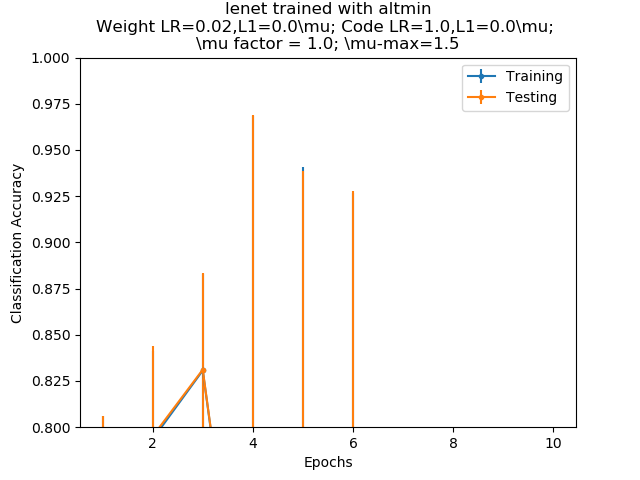 lenet trained with altmin
Weight LR=0.02,L1=0.0\mu; Code LR=1.0,L1=0.0\mu;
\mu factor = 1.0; \mu-max=1.5
1.000
0.975
0.950
0.925
0.900
0.875
0.850
0.825
0.800
Classification Accuracy
Training
Testing
2
4
6
8
10
Epochs